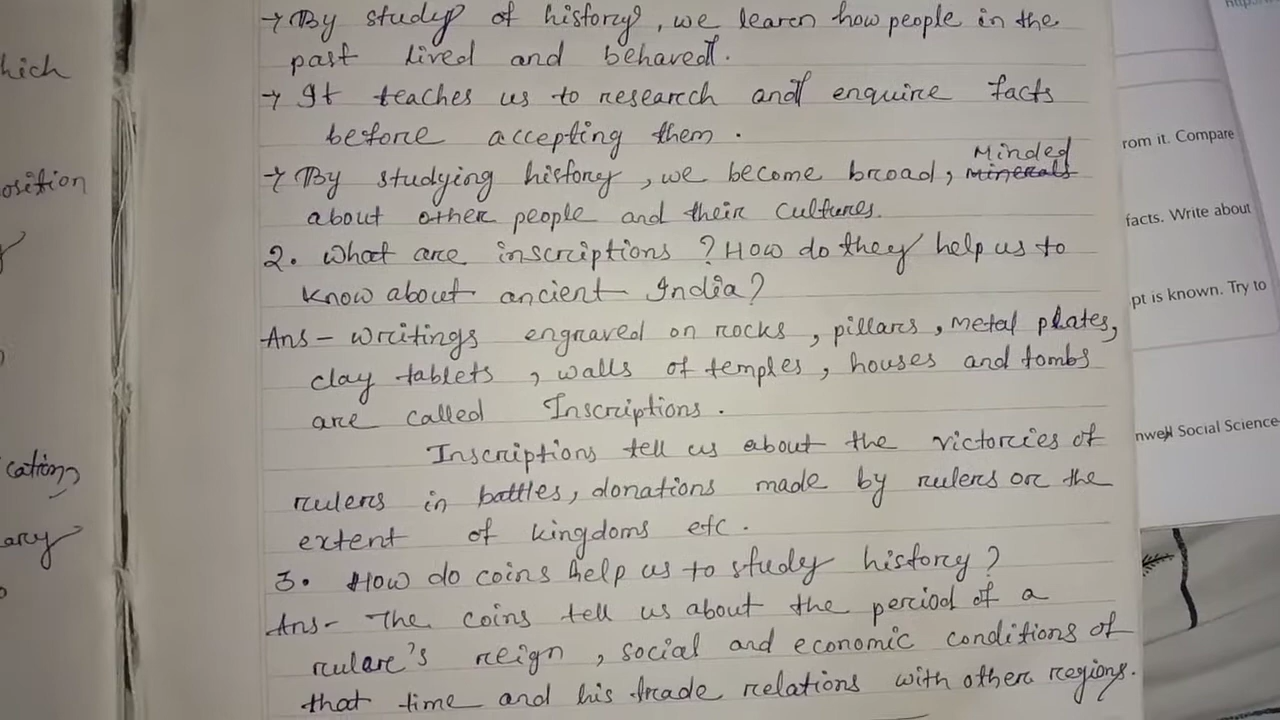 hich
osition
cation
ary
→ By study of history, we learn how people in the
past lived and behaved.
→ It teaches us to research and enquire facts
before accepting them.
Minded
→ By studying history, we become broad, minerals
about other people and their cultures.
2. What are inscriptions? How do they help us to
know about ancient India?
Ans - Writings engraved on rocks, pillars, metal plates,
clay tablets, walls of temples, houses and tombs
are called Inscriptions.
Inscriptions tell us about the victories of
rulers in battles, donations made by rulers or the
extent of kingdoms etc.
3. How do coins help us to study history?
Ans- The coins tell us about the period of a
rulare's reign, social and economic conditions of
that time and his trade relations with other regions.
rom it. Compare
facts. Write about
pt is known. Try to
nwell Social Science